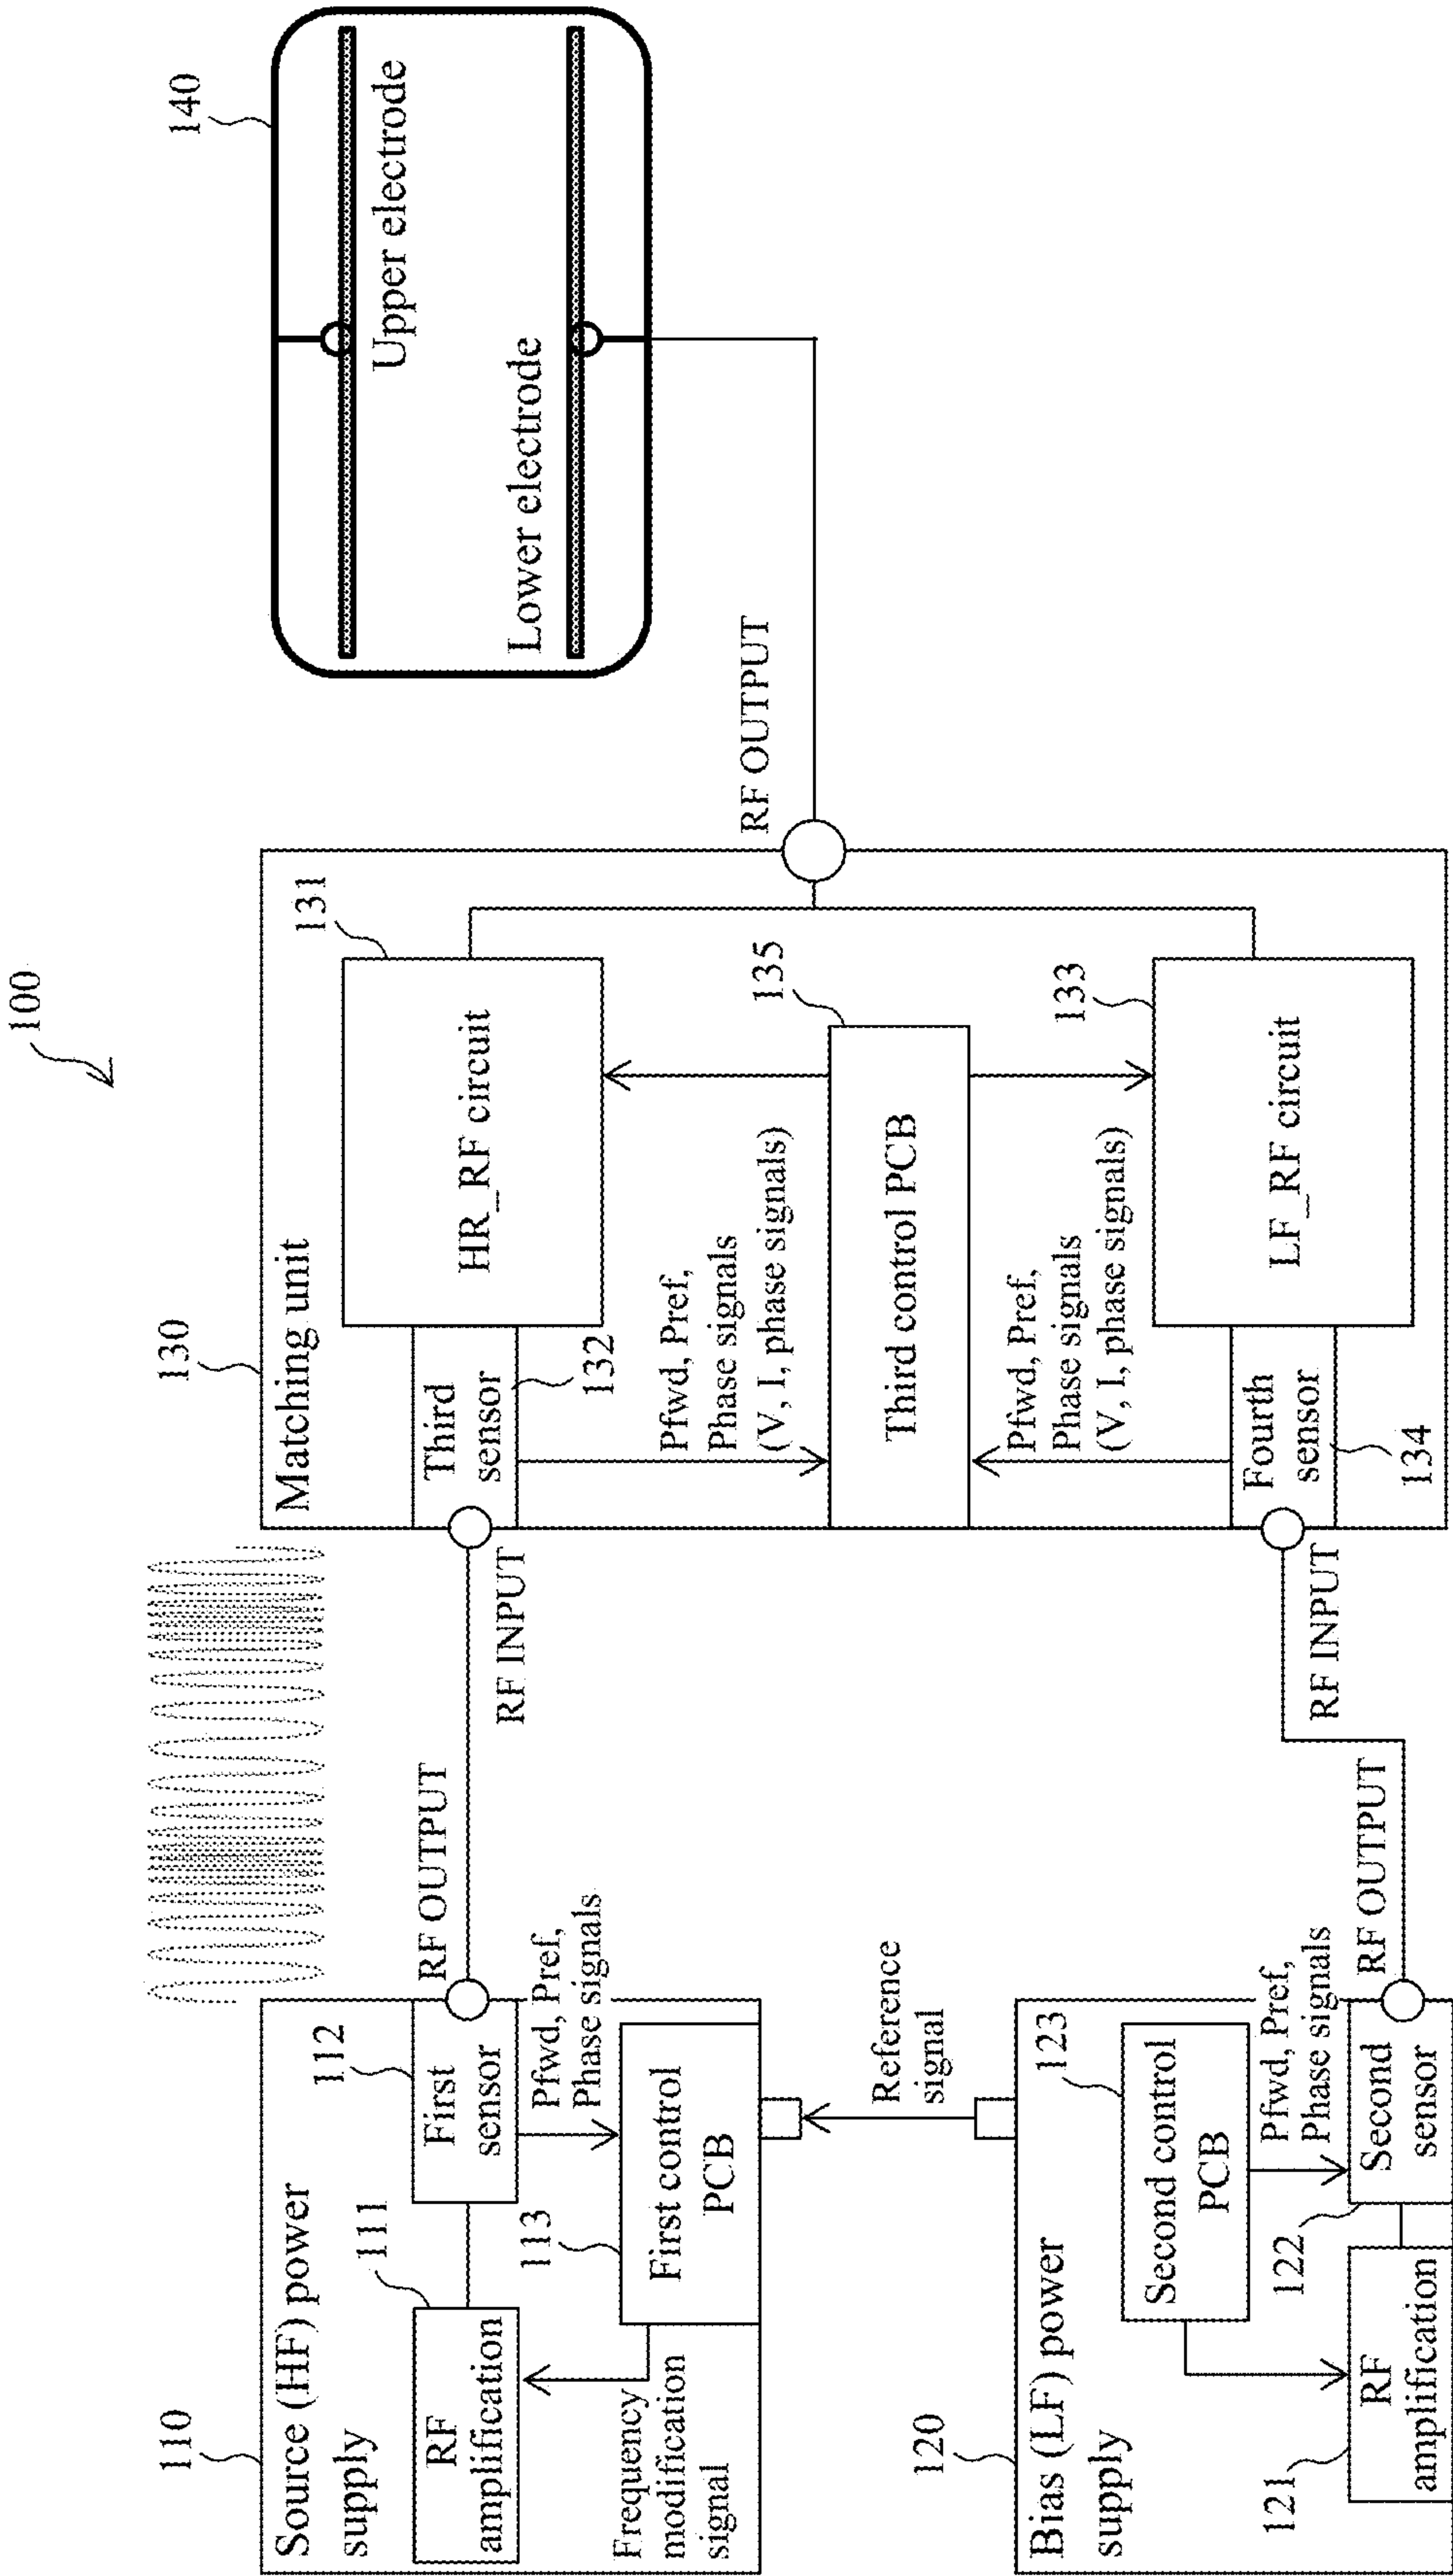 100
110
Source (HF) power
supply
111
RF
amplification
112
First
sensor
RF OUTPUT
Pfwd, Pref,
Phase signals
113
First control
PCB
Frequency
modification
signal
Reference
signal
120
Bias (LF) power
supply
123
Second control
PCB
Pfwd, Pref,
Phase signals
121
RF
amplification
122
Second
sensor
RF OUTPUT
RF INPUT
RF INPUT
130
Matching unit
Third
sensor
132
131
HR_RF circuit
Pfwd, Pref,
Phase signals
(V, I, phase signals)
135
Third control PCB
Pfwd, Pref,
Phase signals
(V, I, phase signals)
133
LF_RF circuit
Fourth
sensor
134
RF OUTPUT
140
Upper electrode
Lower electrode